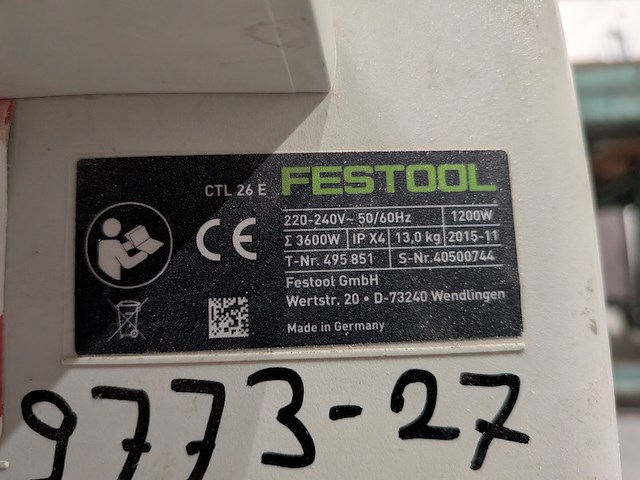 CTL 26 E FESTOOL
220-240V~ 50/60Hz 1200W
Σ 3600W IP X4 13,0 kg 2015-11
T-Nr. 495 851 S-Nr.40500744
Festool GmbH
Wertstr. 20 • D-73240 Wendlingen
Made in Germany
CE
9773-27